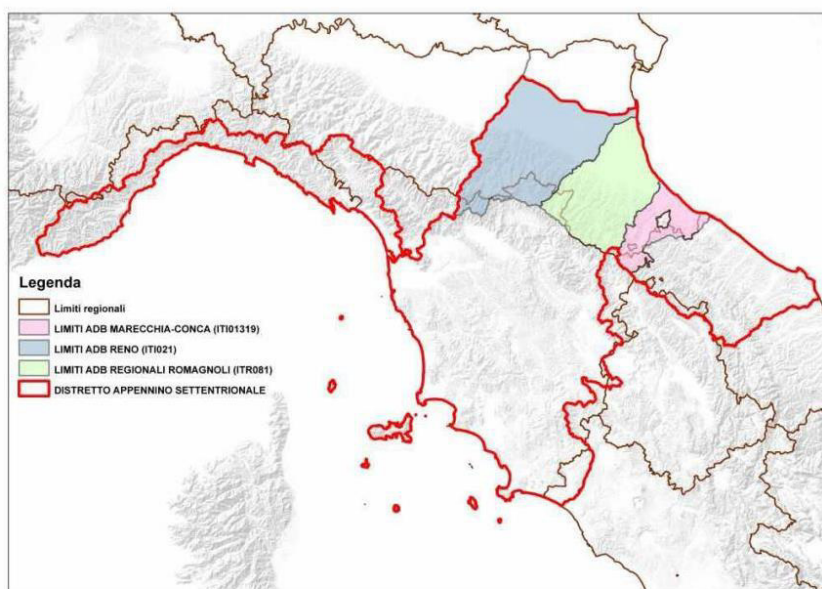 Legenda
Limiti regionali
LIMITI ADB MARECCHIA-CONCA (ITI01319)
LIMITI ADB RENO (ITI021)
LIMITI ADB REGIONALI ROMAGNOLI (ITR081)
DISTRETTO APPENNINO SETTENTRIONALE